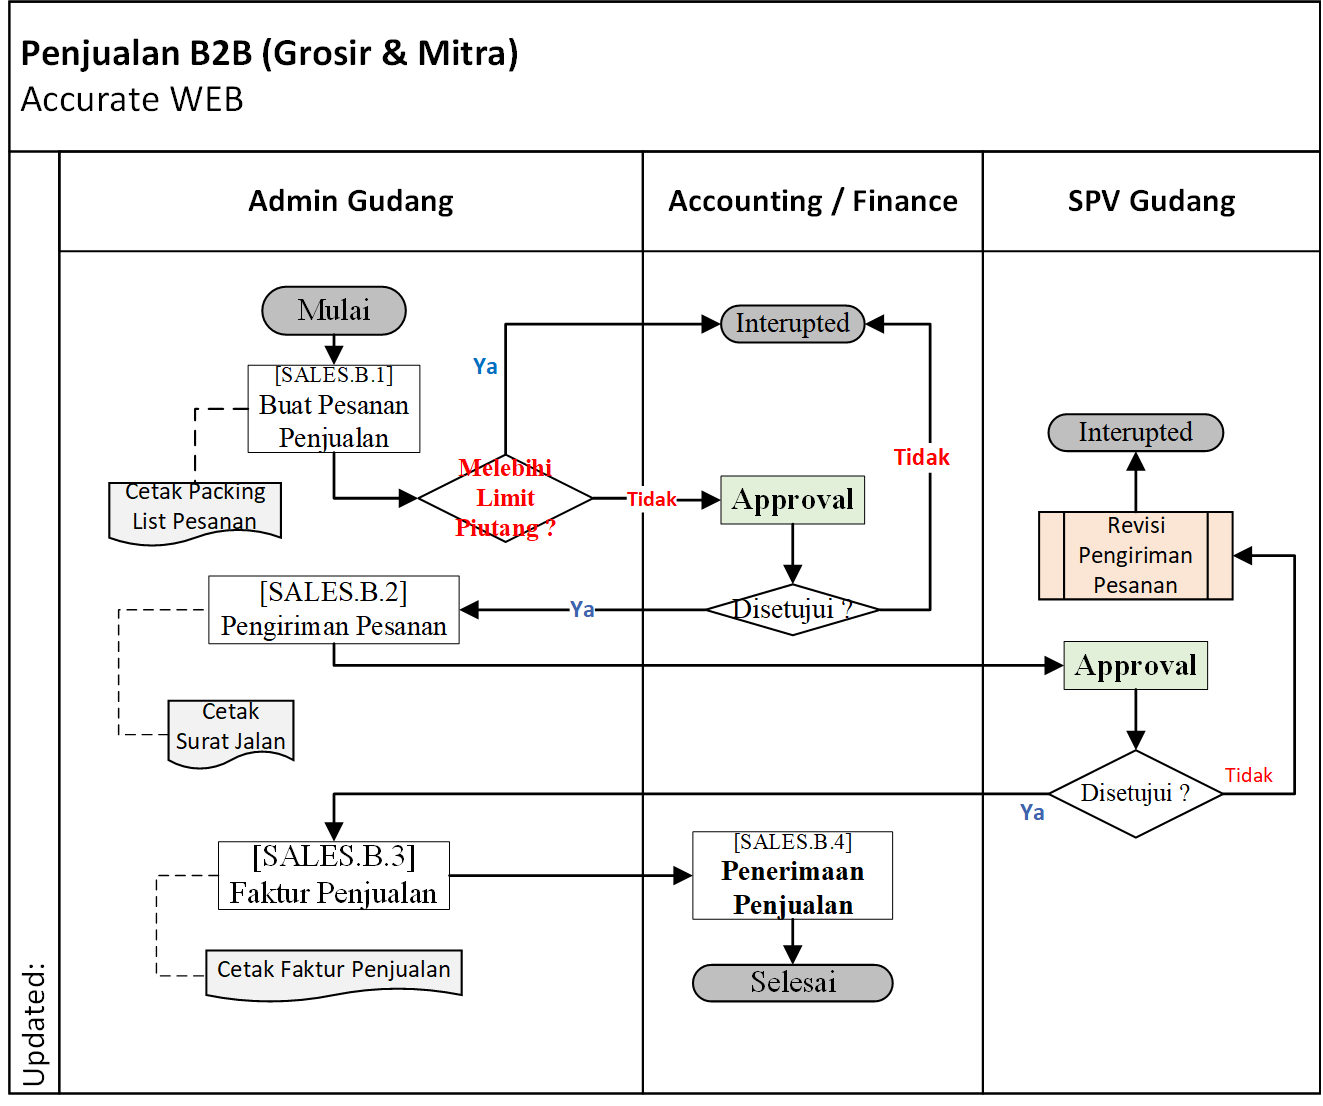 Penjualan B2B (Grosir & Mitra)
Accurate WEB
Admin Gudang
Accounting / Finance
SPV Gudang
Mulai
[SALES.B.1]
Buat Pesanan
Penjualan
Cetak Packing
List Pesanan
Ya
Melebihi
Limit
Piutang ?
Tidak
Interupted
Tidak
Approval
Disetujui ?
Ya
Interupted
Revisi
Pengiriman
Pesanan
[SALES.B.2]
Pengiriman Pesanan
Cetak
Surat Jalan
Approval
Disetujui ?
Tidak
Ya
[SALES.B.3]
Faktur Penjualan
Cetak Faktur Penjualan
[SALES.B.4]
Penerimaan
Penjualan
Selesai
Updated: